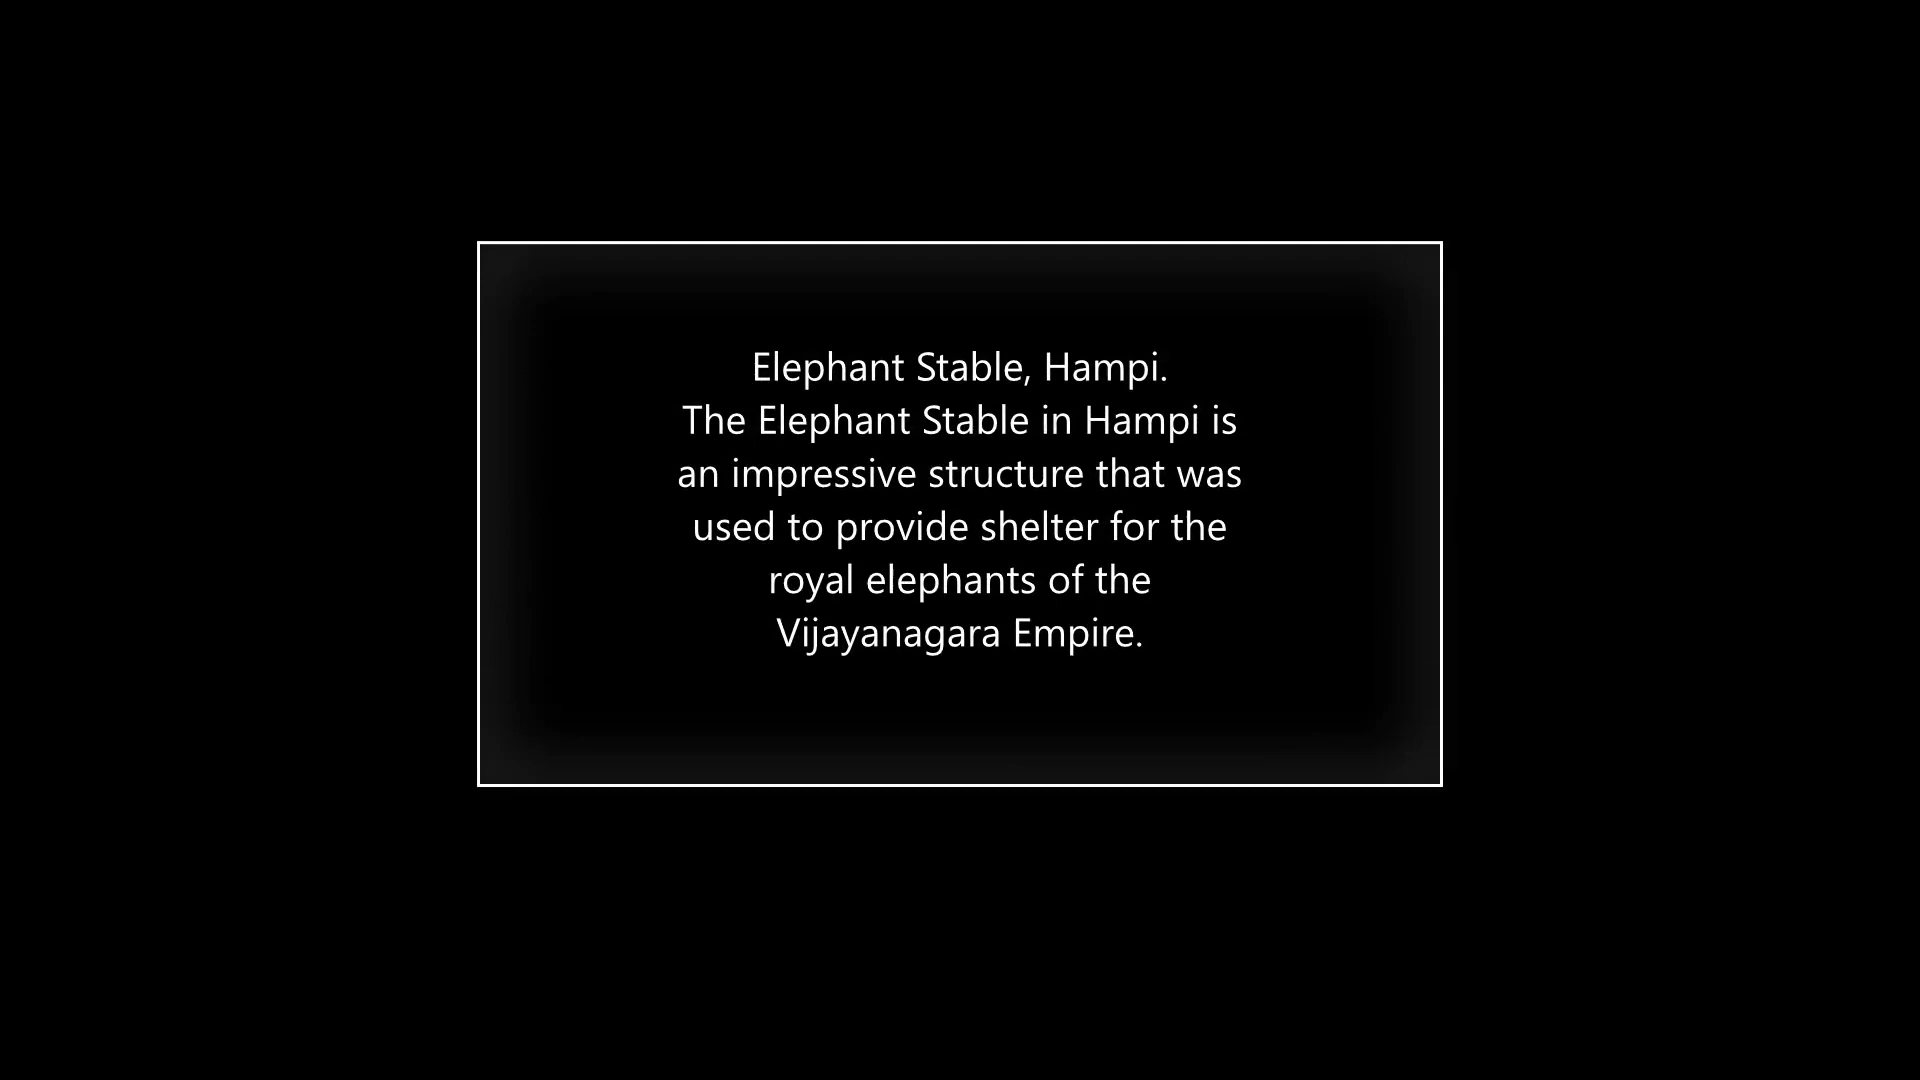 Elephant Stable, Hampi.
The Elephant Stable in Hampi is
an impressive structure that was
used to provide shelter for the
royal elephants of the
Vijayanagara Empire.